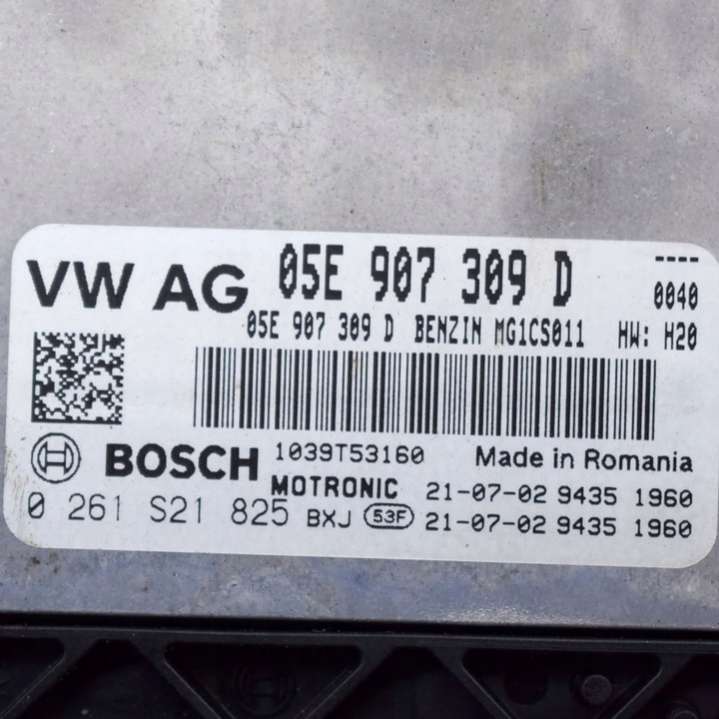 VW AG 05E 907 309 D ----
0040
05E 907 309 D BENZIN MG1CS011 HW: H20
BOSCH 1039T53160 Made in Romania
MOTRONIC 21-07-02 9435 1960
0 261 S21 825 BXJ 53F 21-07-02 9435 1960